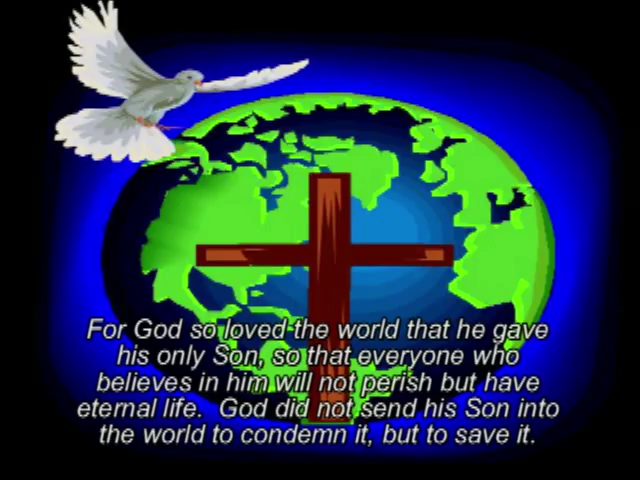 For God so loved the world that he gave
his only Son, so that everyone who
believes in him will not perish but have
eternal life.  God did not send his Son into
the world to condemn it, but to save it.